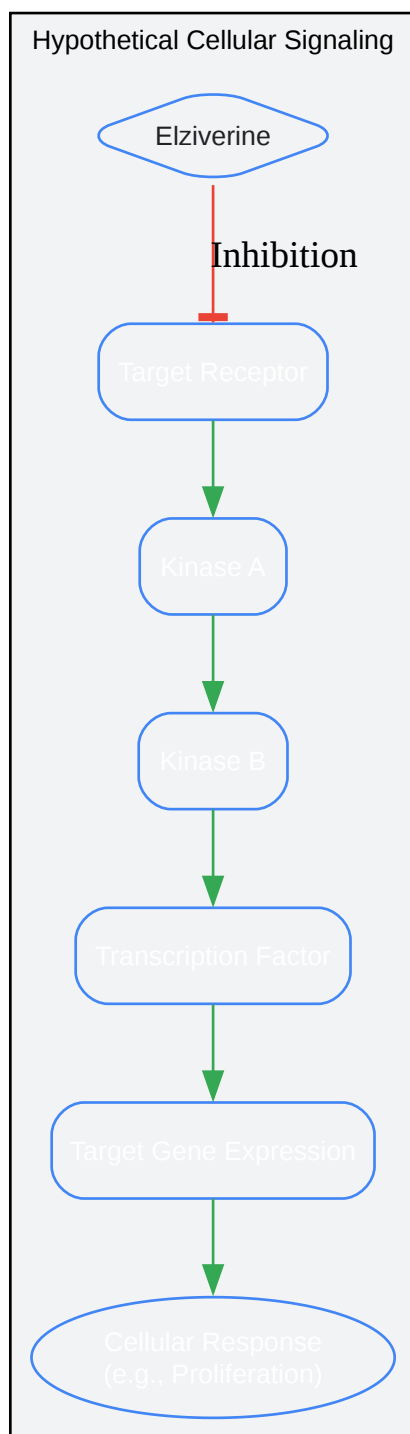 Hypothetical Cellular Signaling
Elziverine
Inhibition
Target Receptor
Kinase A
Kinase B
Transcription Factor
Target Gene Expression
Cellular Response
(e.g., Proliferation)